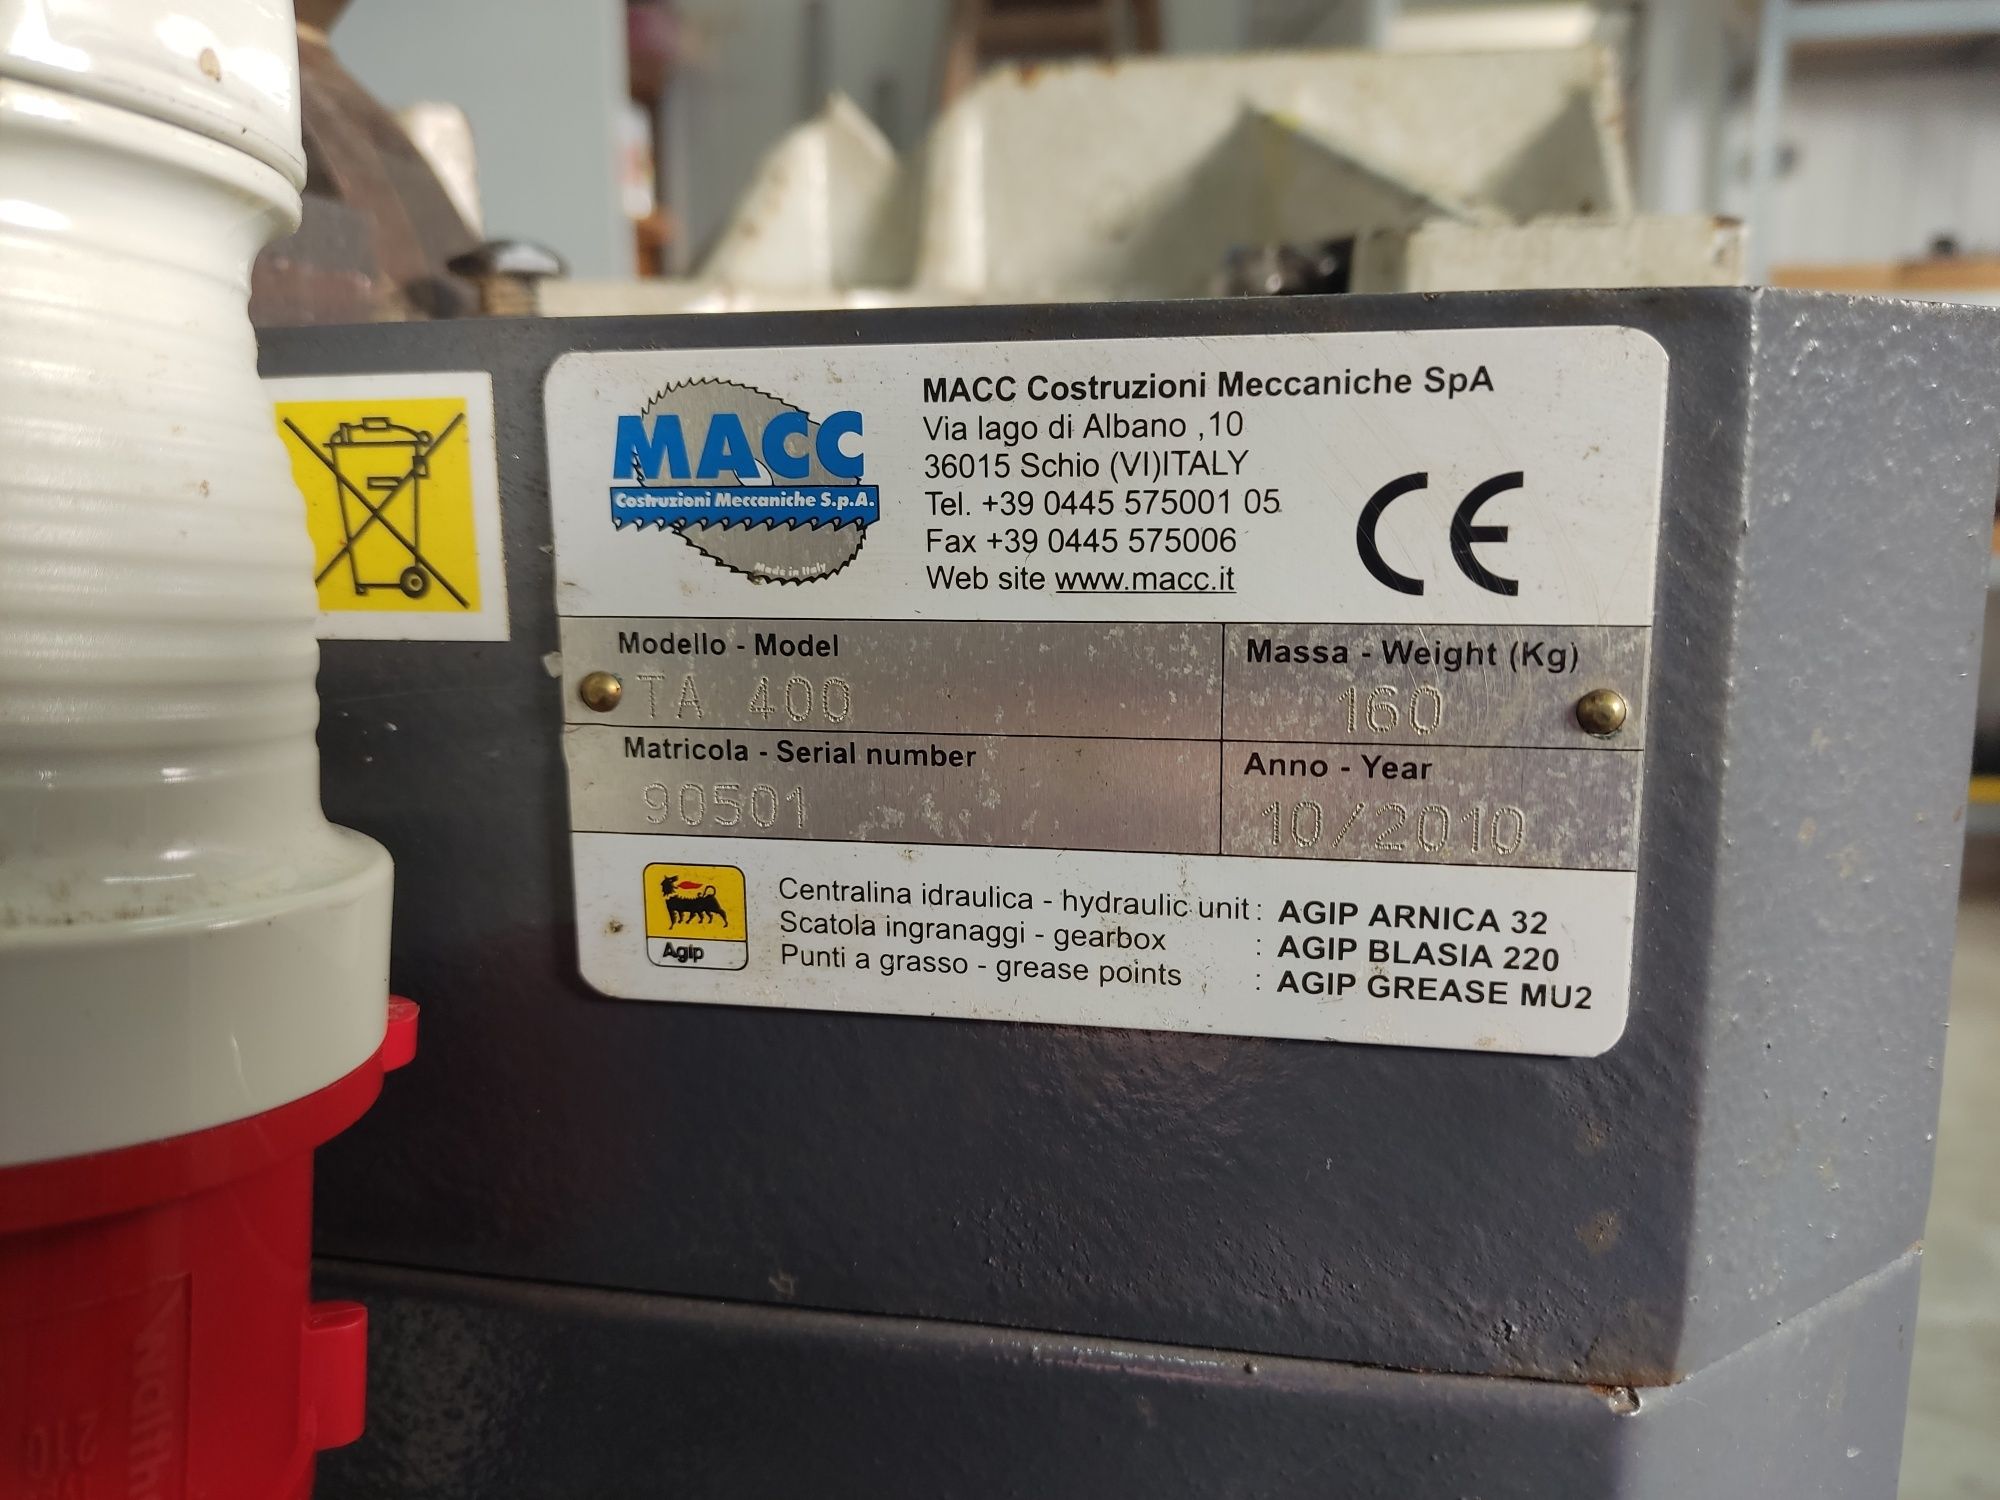 MACC
Costruzioni Meccaniche S.p.A.
Made in Italy
MACC Costruzioni Meccaniche SpA
Via lago di Albano ,10
36015 Schio (VI)ITALY
Tel. +39 0445 575001 05
Fax +39 0445 575006
Web site www.macc.it
CE
Modello - Model
TA 400
Massa - Weight (Kg)
160
Matricola - Serial number
90501
Anno - Year
10/2010
Agip
Centralina idraulica - hydraulic unit : AGIP ARNICA 32
Scatola ingranaggi - gearbox : AGIP BLASIA 220
Punti a grasso - grease points : AGIP GREASE MU2